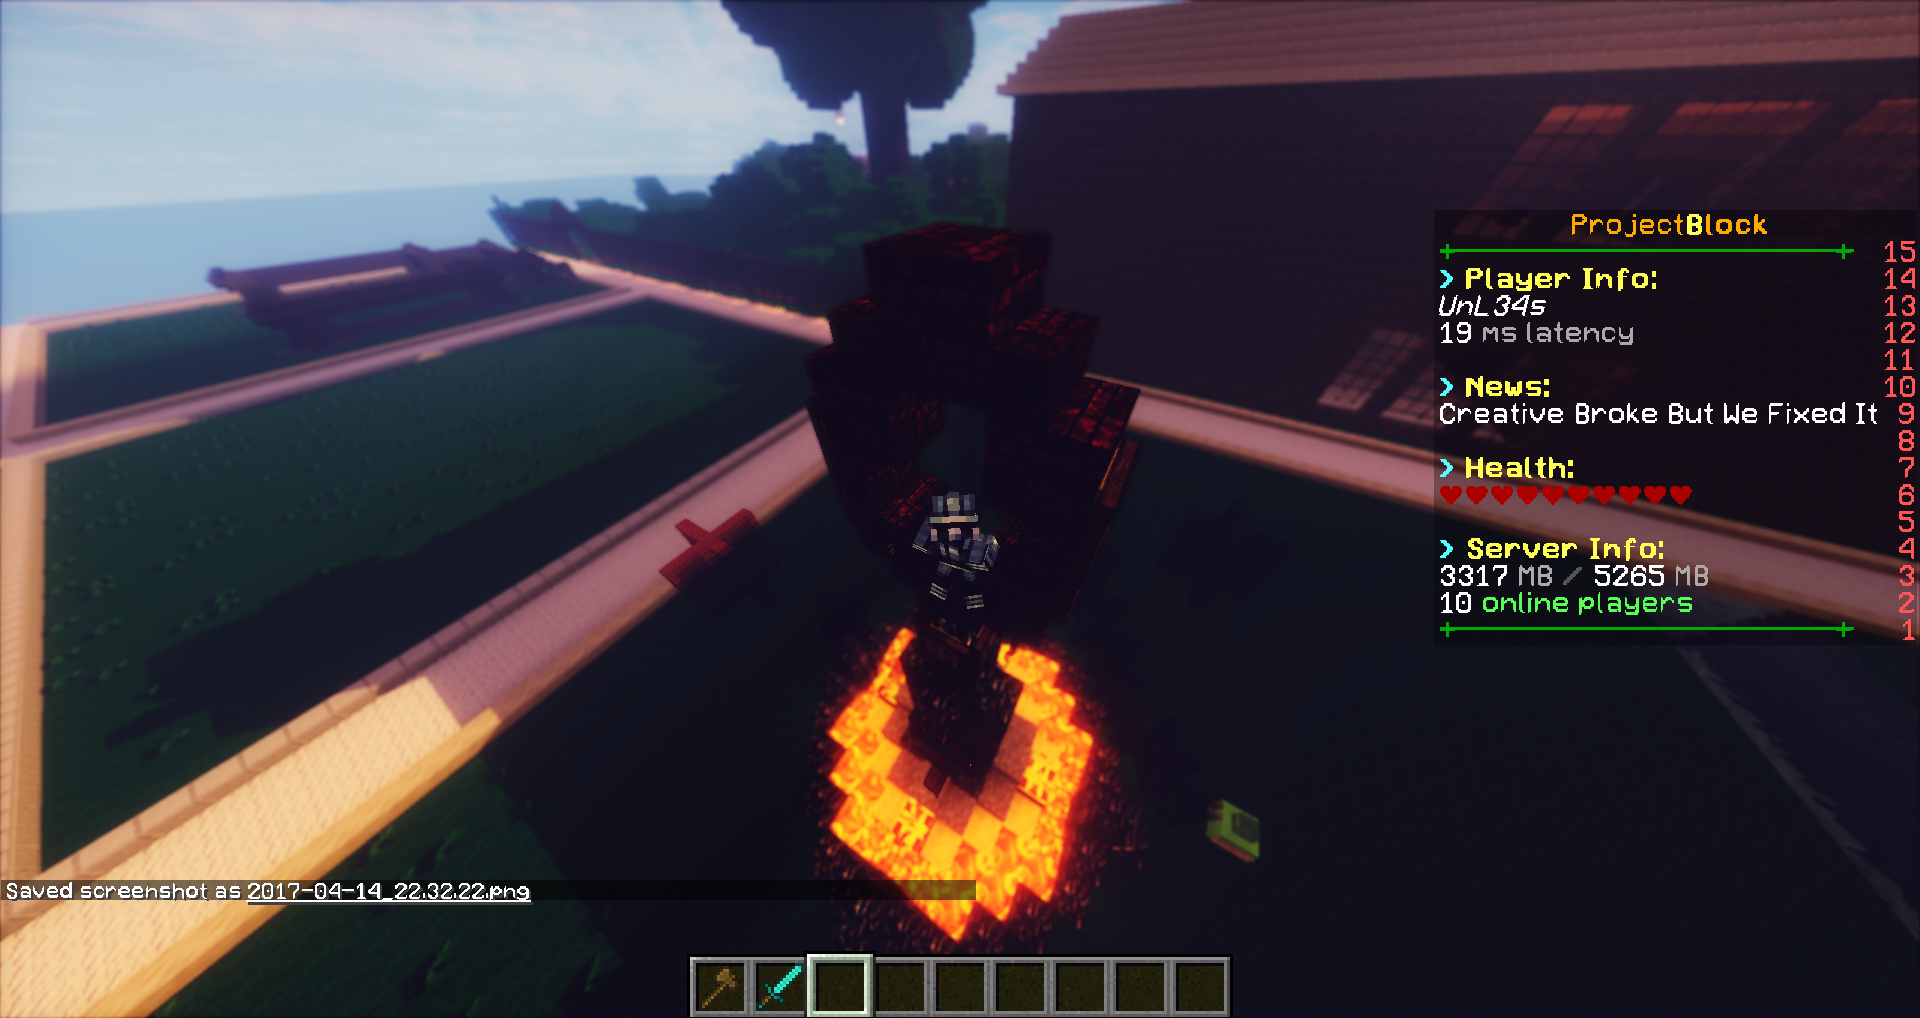 ProjectBlock
15
> Player Info: 14
UnL34s 13
19 ms latency 12
11
> News: 10
Creative Broke But We Fixed It 9
8
> Health: 7
6
5
> Server Info: 4
3317 MB / 5265 MB 3
10 online players 2
1
Saved screenshot as 2017-04-14_22.32.22.png